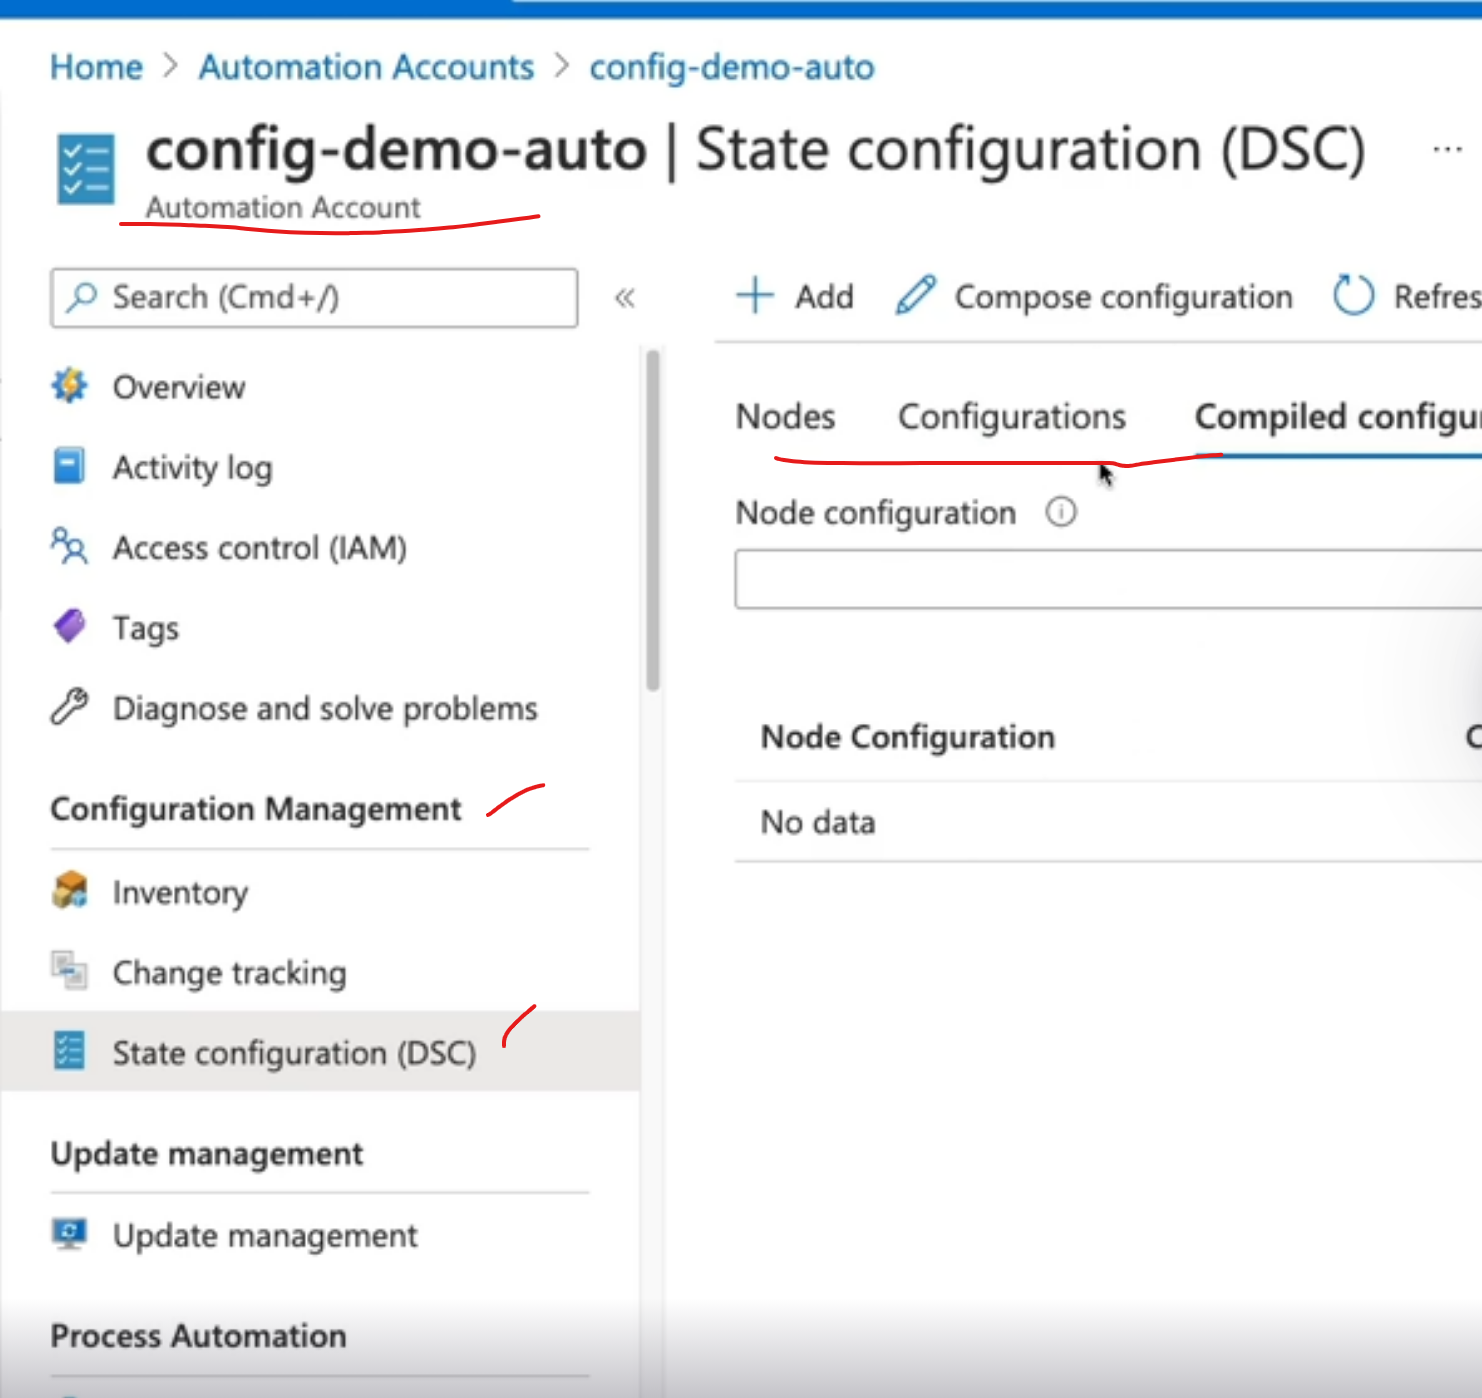 Home > Automation Accounts > config-demo-auto
config-demo-auto | State configuration (DSC) ...
Automation Account
Search (Cmd+/) «
+ Add Compose configuration Refres
Overview
Activity log
Access control (IAM)
Tags
Diagnose and solve problems
Configuration Management
Inventory
Change tracking
State configuration (DSC)
Update management
Update management
Process Automation
Nodes Configurations Compiled configu
Node configuration
Node Configuration
No data